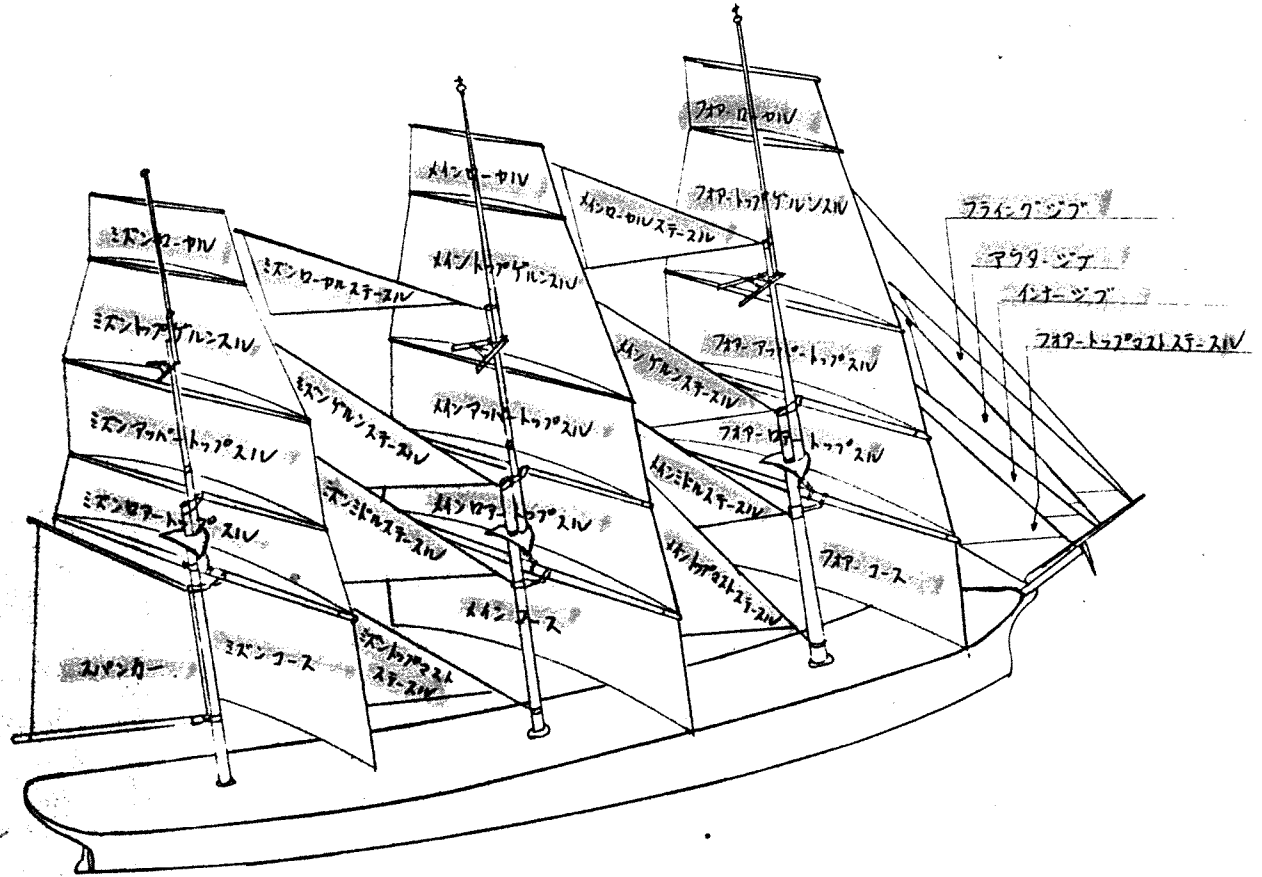 フォアーローヤル
メインローヤル
メインローヤルステースル
フォアートップゲルンスル
フライングジブ
ミズンローヤル
ミズンローヤルステースル
メイントップゲルンスル
アウタージブ
インナージブ
ミズントップゲルンスル
メインゲルンステースル
フォアーアッパートップスル
フォアートップマストステースル
ミズンゲルンステースル
ミズンアッパートップスル
メインアッパートップスル
フォアーロアートップスル
ミズンロアートップスル
ミズンミドルステースル
メインロアートップスル
メインミドルステースル
メイントップマストステースル
フォアーコース
メインコース
スパンカー
ミズンコース
ミズントップマスト
ステースル